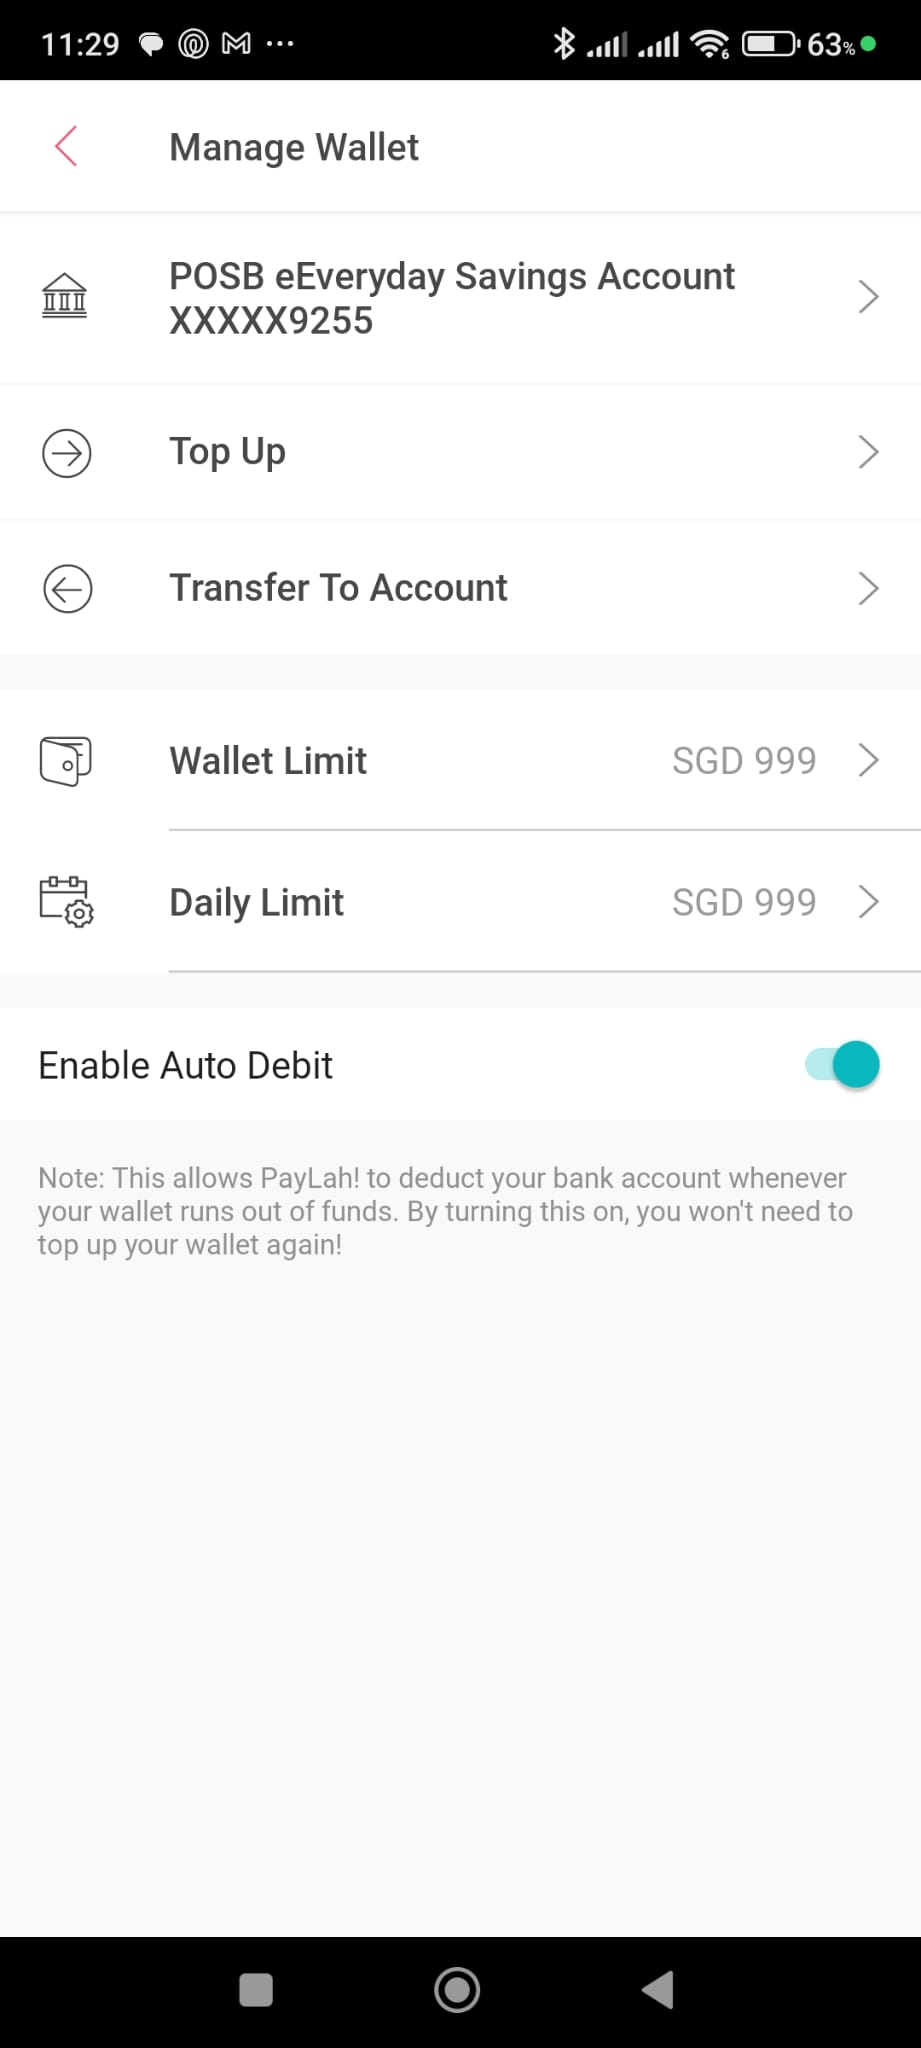 11:29
63%
Manage Wallet
POSB eEveryday Savings Account
XXXXX9255
Top Up
Transfer To Account
Wallet Limit SGD 999
Daily Limit SGD 999
Enable Auto Debit
Note: This allows PayLah! to deduct your bank account whenever
your wallet runs out of funds. By turning this on, you won't need to
top up your wallet again!